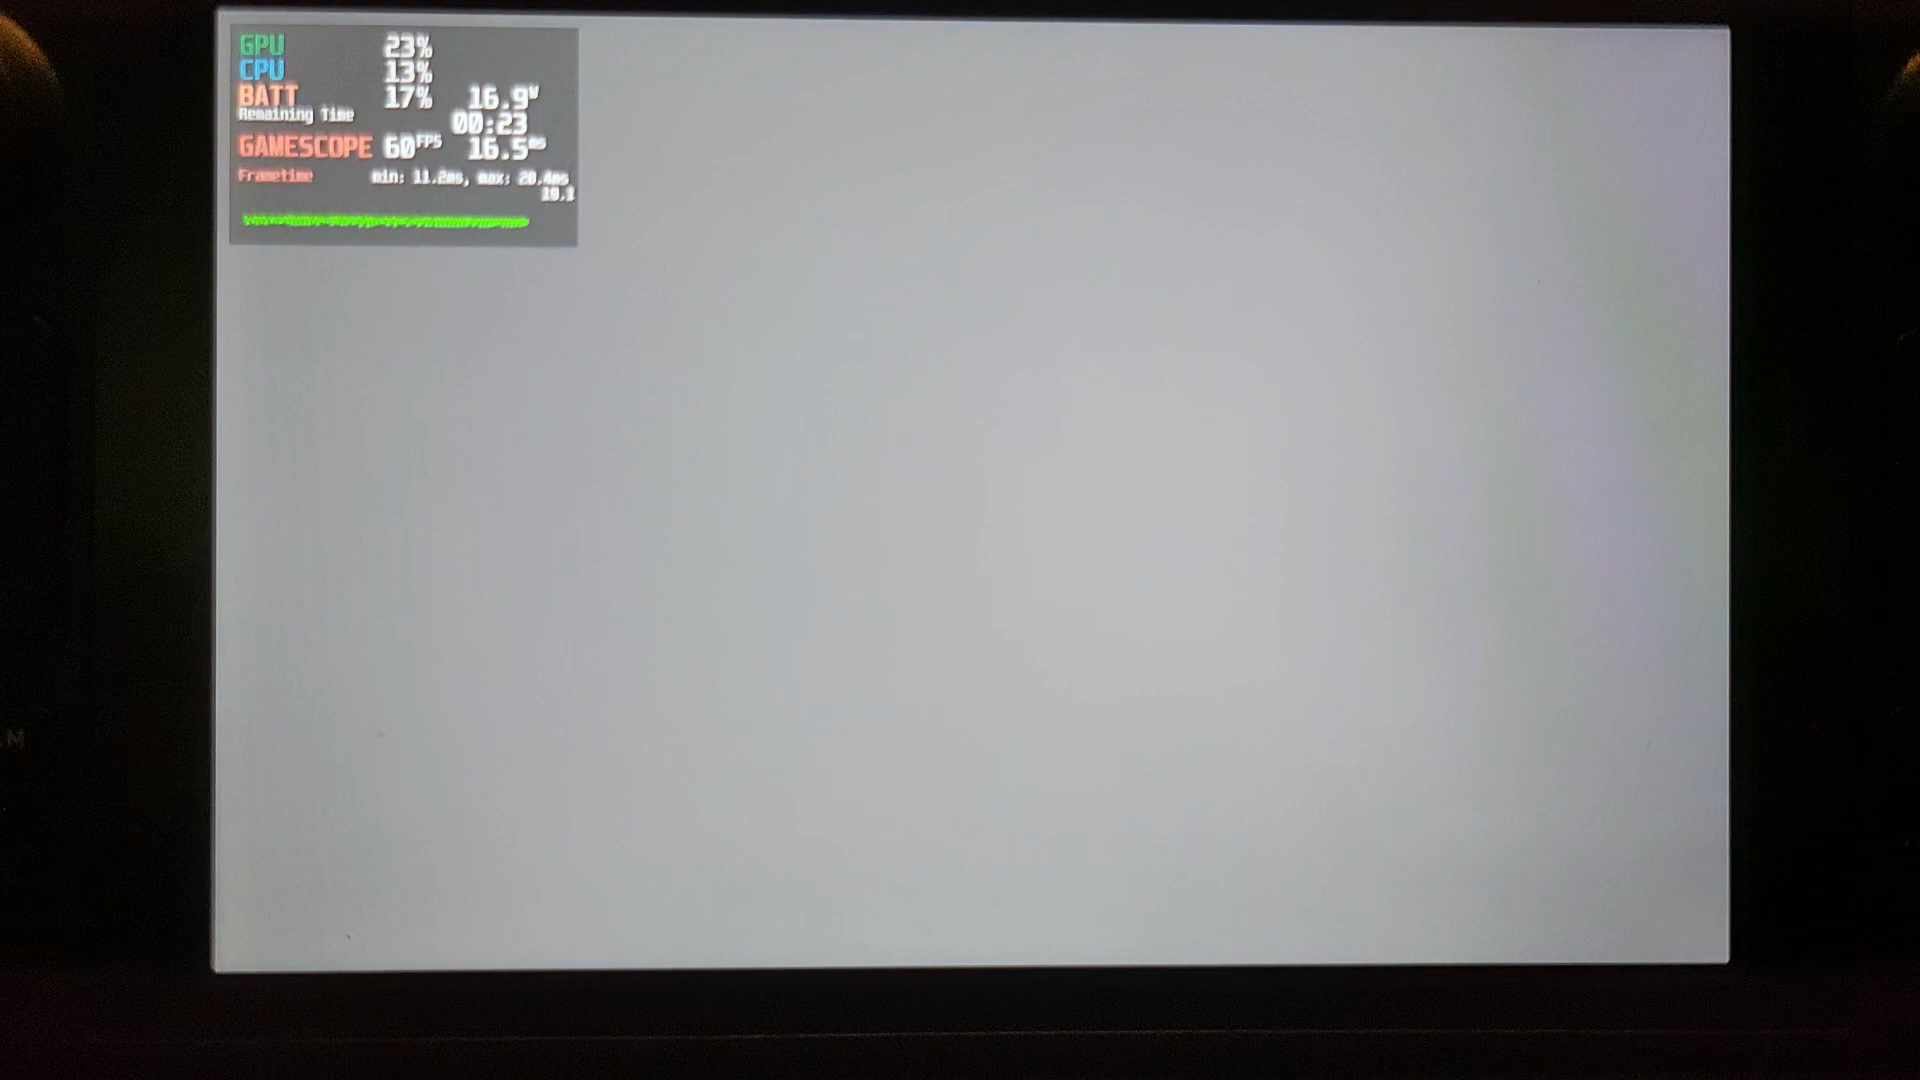 GPU 23%
CPU 13%
BATT 17% 16.9W
Remaining Time 00:23
GAMESCOPE 60FPS 16.5ms
Frametime min: 11.2ms, max: 20.4ms